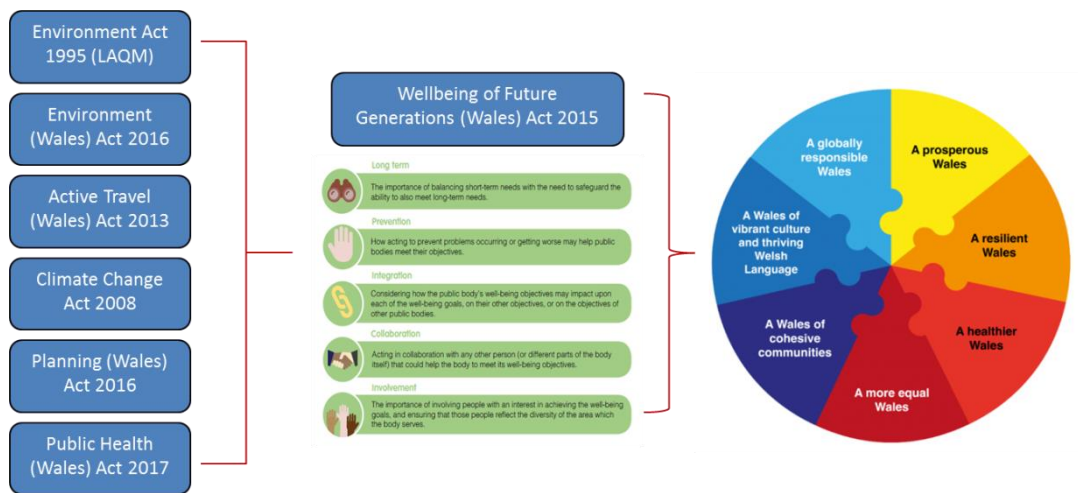 Environment Act
1995 (LAQM)
Environment
(Wales) Act 2016
Active Travel
(Wales) Act 2013
Climate Change
Act 2008
Planning (Wales)
Act 2016
Public Health
(Wales) Act 2017
Wellbeing of Future
Generations (Wales) Act 2015
Long term
The importance of balancing short-term needs with the need to safeguard the
ability to also meet long-term needs.
Prevention
How acting to prevent problems occurring or getting worse may help public
bodies meet their objectives.
Integration
Considering how the public body's well-being objectives may impact upon
each of the well-being goals, on their other objectives, or on the objectives of
other public bodies.
Collaboration
Acting in collaboration with any other person (or different parts of the body
itself) that could help the body to meet its well-being objectives.
Involvement
The importance of involving people with an interest in achieving the well-being
goals, and ensuring that those people reflect the diversity of the area which
the body serves.
A prosperous
Wales
A resilient
Wales
A healthier
Wales
A more equal
Wales
A Wales of
cohesive
communities
A Wales of
vibrant culture
and thriving
Welsh
Language
A globally
responsible
Wales